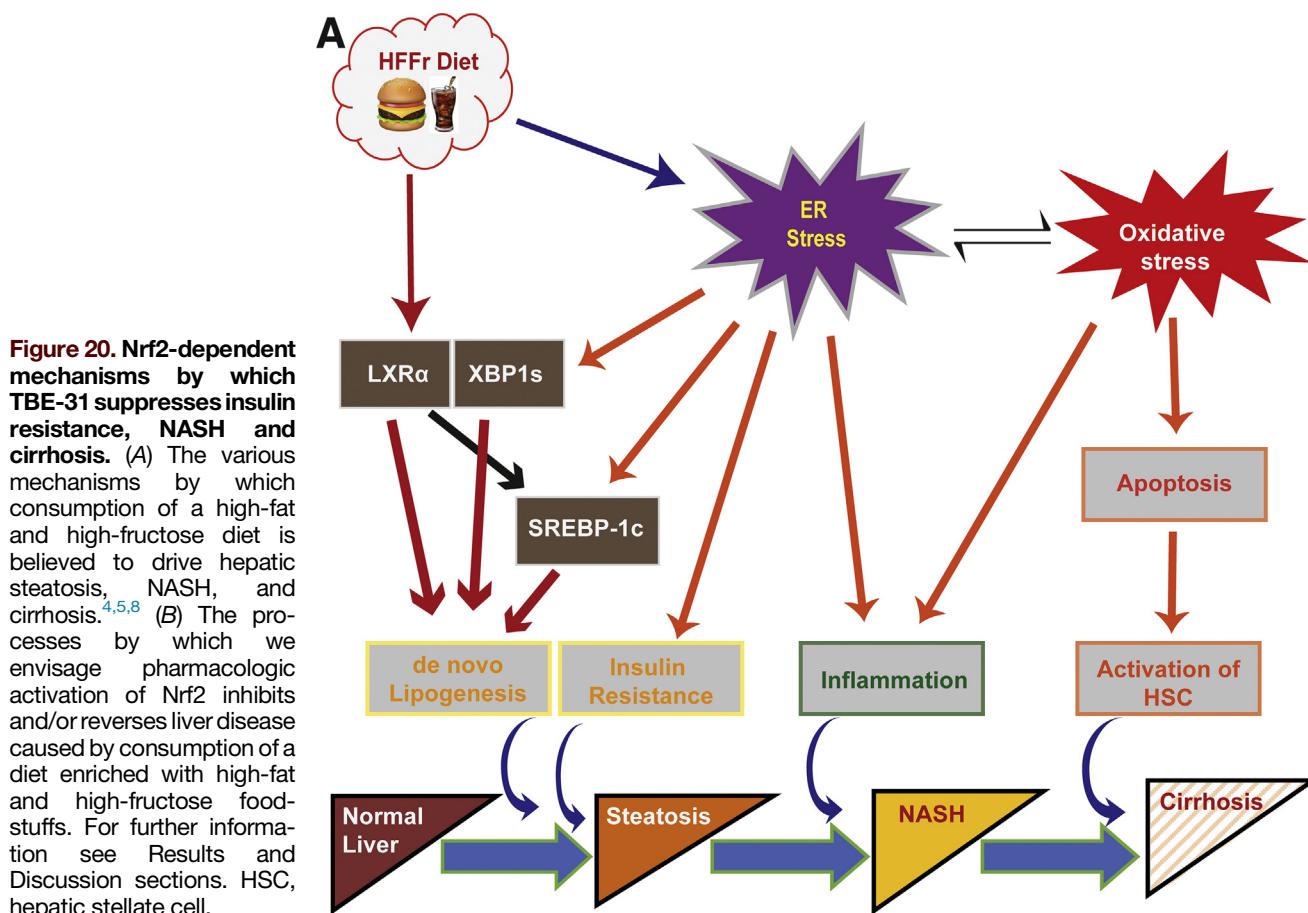 A
HFFr Diet
ER
Stress
Oxidative
stress
LXRα
XBP1s
SREBP-1c
Apoptosis
de novo
Lipogenesis
Insulin
Resistance
Inflammation
Activation of
HSC
Normal
Liver
Steatosis
NASH
Cirrhosis
Figure 20. Nrf2-dependent
mechanisms by which
TBE-31 suppresses insulin
resistance, NASH and
cirrhosis. (A) The various
mechanisms by which
consumption of a high-fat
and high-fructose diet is
believed to drive hepatic
steatosis, NASH, and
cirrhosis.4,5,8 (B) The pro-
cesses by which we
envisage pharmacologic
activation of Nrf2 inhibits
and/or reverses liver disease
caused by consumption of a
diet enriched with high-fat
and high-fructose food-
stuffs. For further informa-
tion see Results and
Discussion sections. HSC,
hepatic stellate cell.